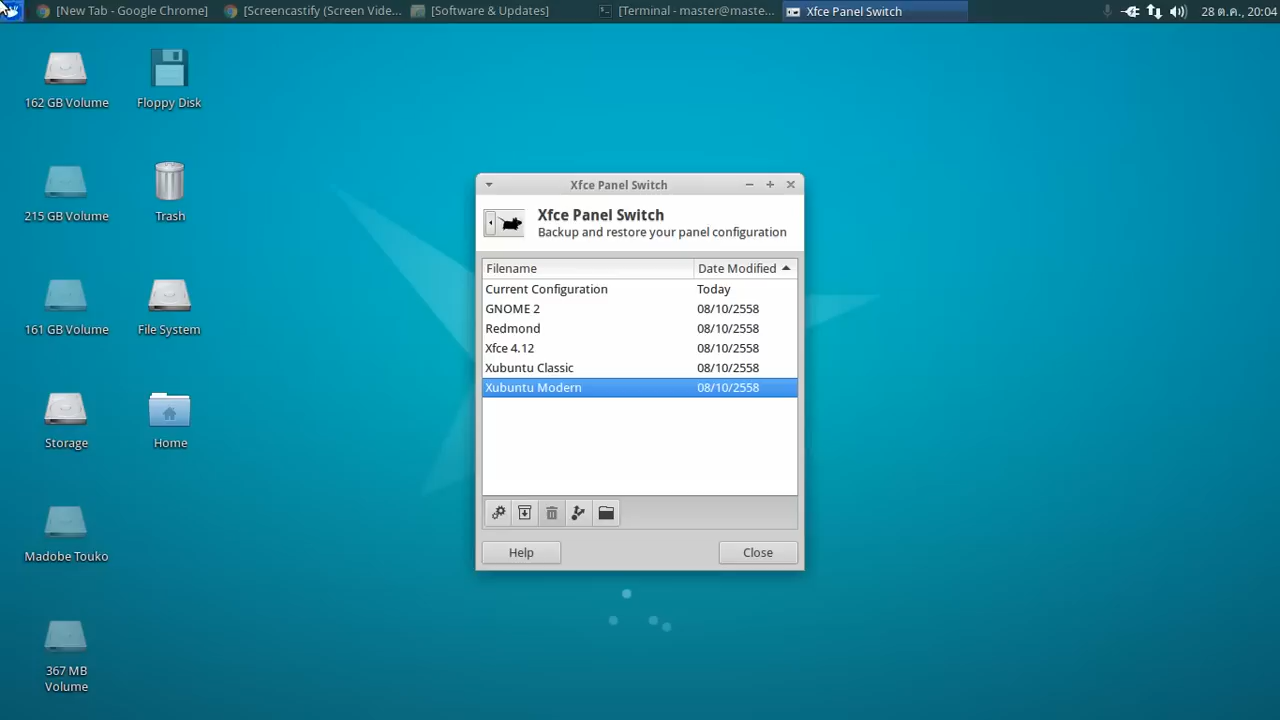 [New Tab - Google Chrome]
[Screencastify (Screen Vide...
[Software & Updates]
[Terminal - master@maste...
Xfce Panel Switch
28 ต.ค., 20:04
162 GB Volume
Floppy Disk
215 GB Volume
Trash
161 GB Volume
File System
Storage
Home
Madobe Touko
367 MB
Volume
Xfce Panel Switch
Xfce Panel Switch
Backup and restore your panel configuration
Filename Date Modified
Current Configuration Today
GNOME 2 08/10/2558
Redmond 08/10/2558
Xfce 4.12 08/10/2558
Xubuntu Classic 08/10/2558
Xubuntu Modern 08/10/2558
Help
Close